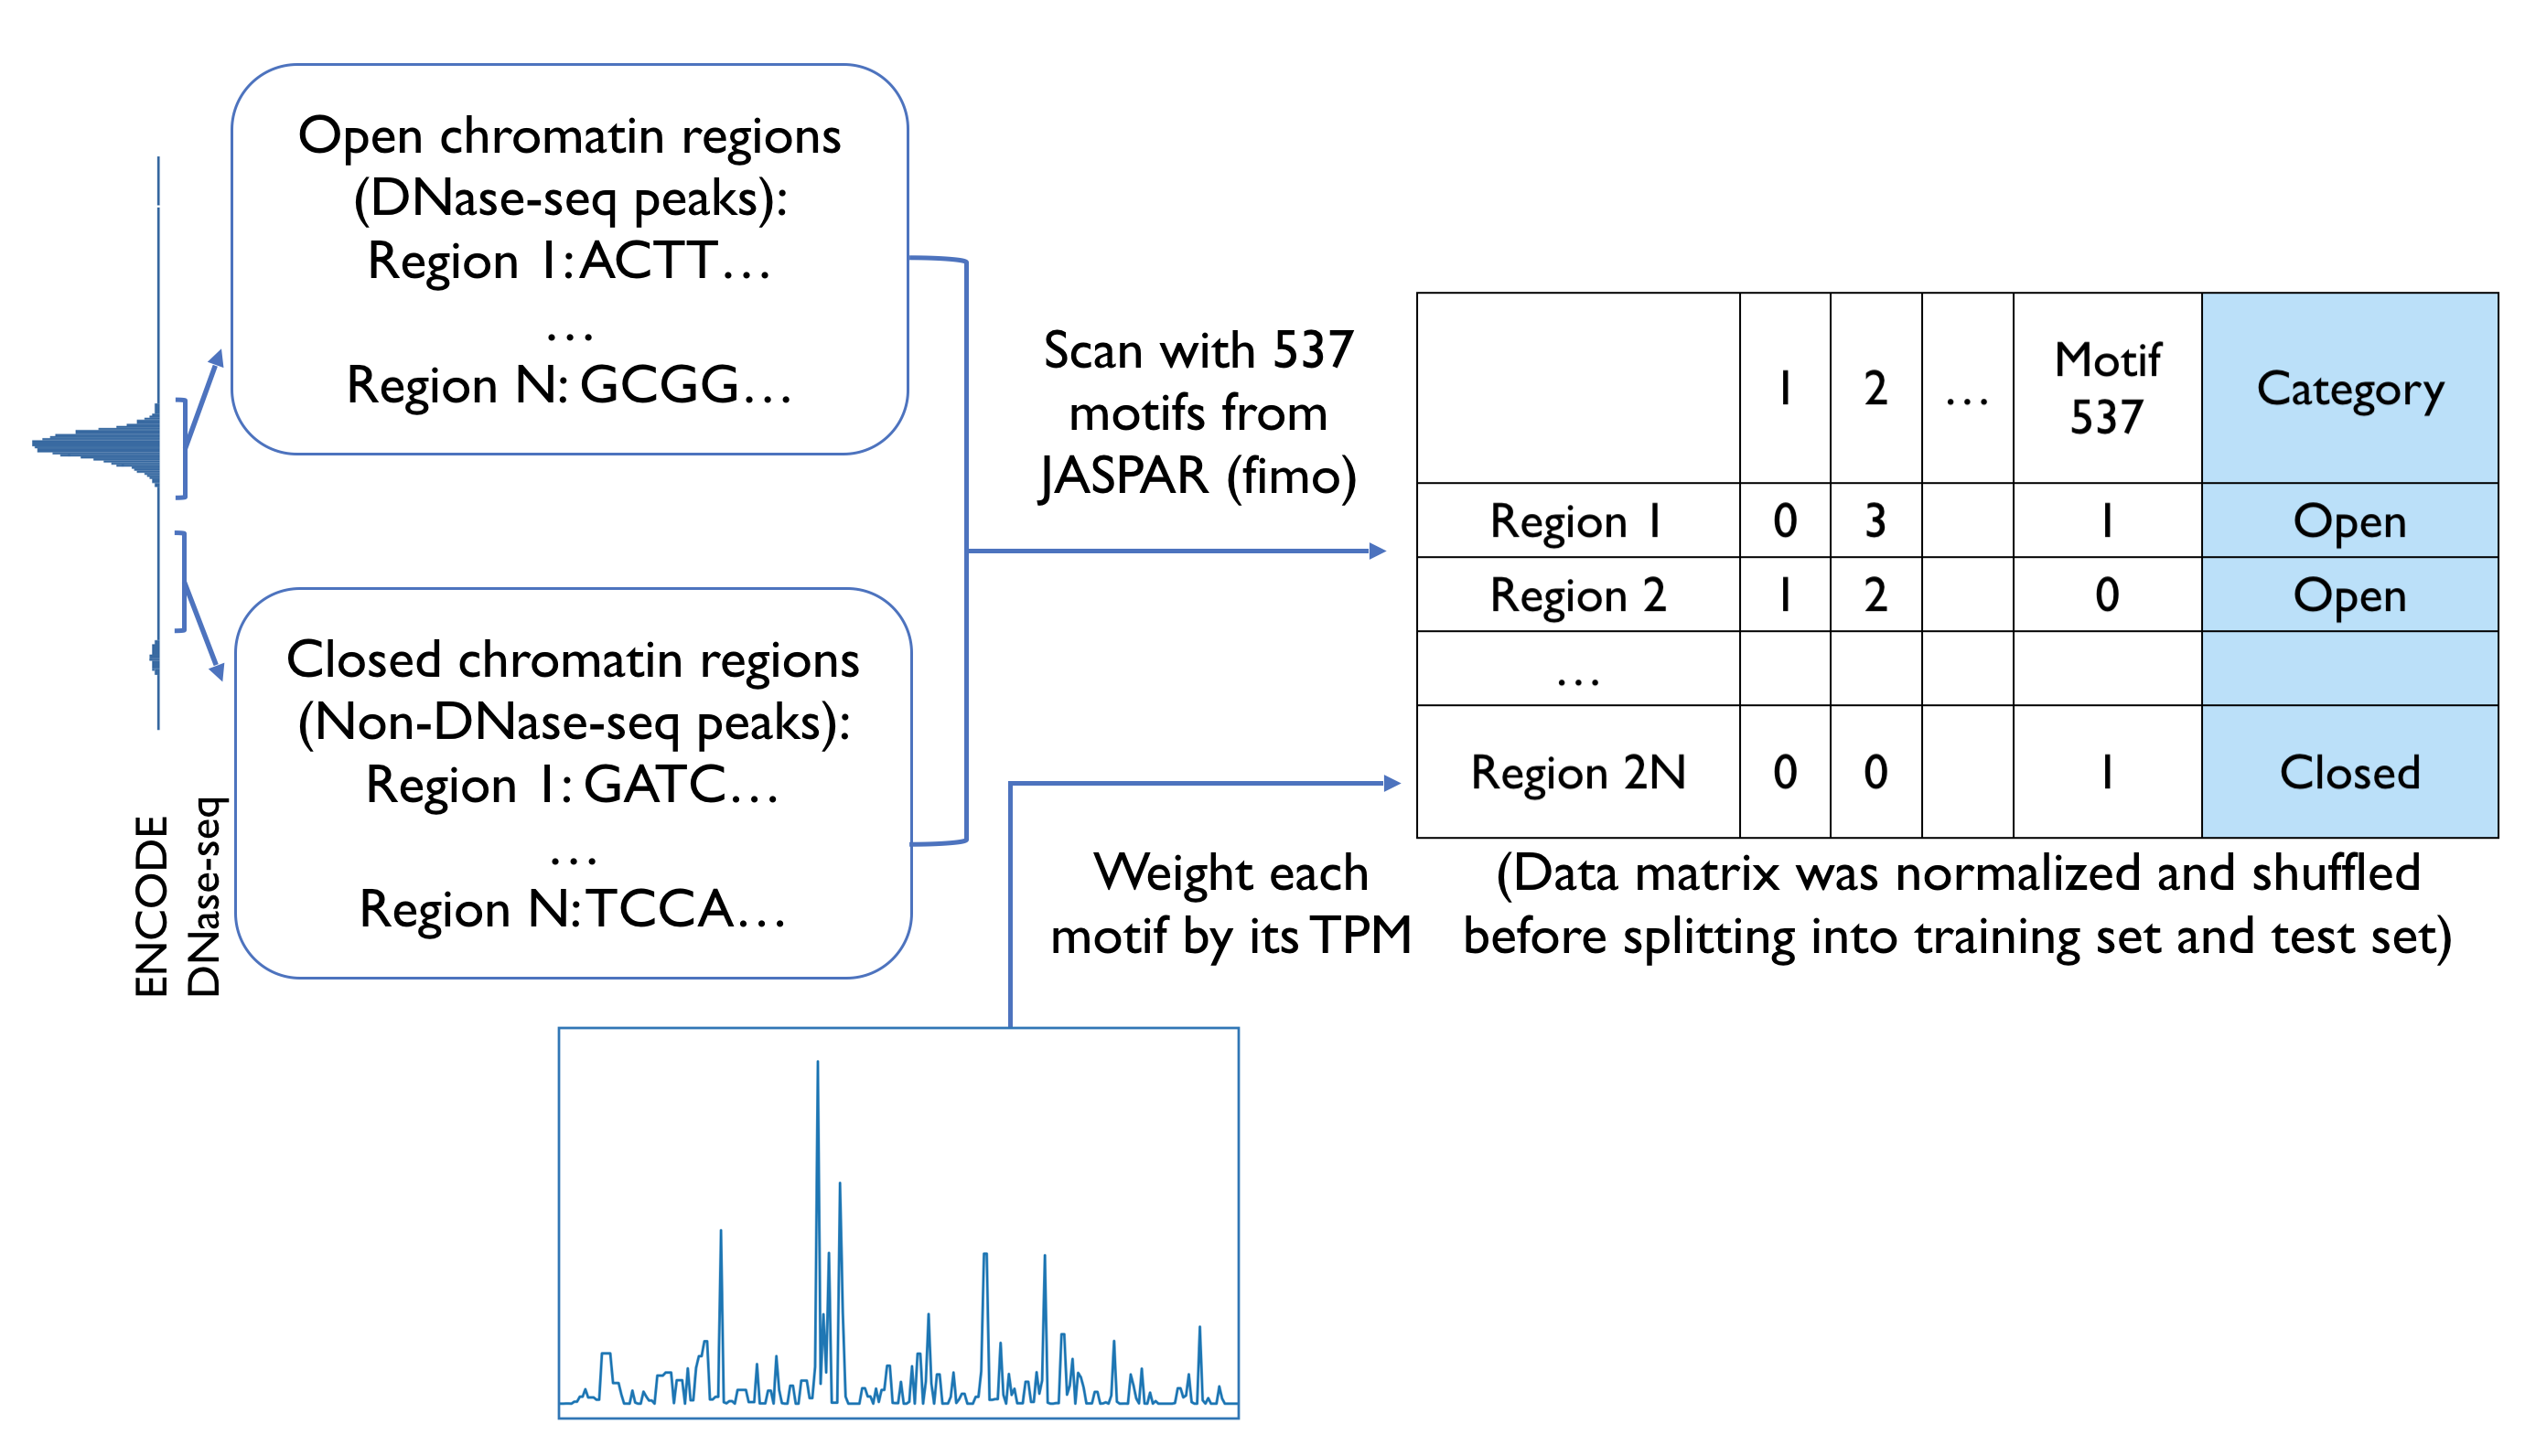 Open chromatin regions
(DNase-seq peaks):
Region 1: ACTT…
…
Region N: GCGG…
Closed chromatin regions
(Non-DNase-seq peaks):
Region 1: GATC…
…
Region N: TCCA…
ENCODE
DNase-seq
Scan with 537
motifs from
JASPAR (fimo)
Weight each
motif by its TPM
1 2 … Motif 537 Category
Region 1 0 3 1 Open
Region 2 1 2 0 Open
…
Region 2N 0 0 1 Closed
(Data matrix was normalized and shuffled
before splitting into training set and test set)